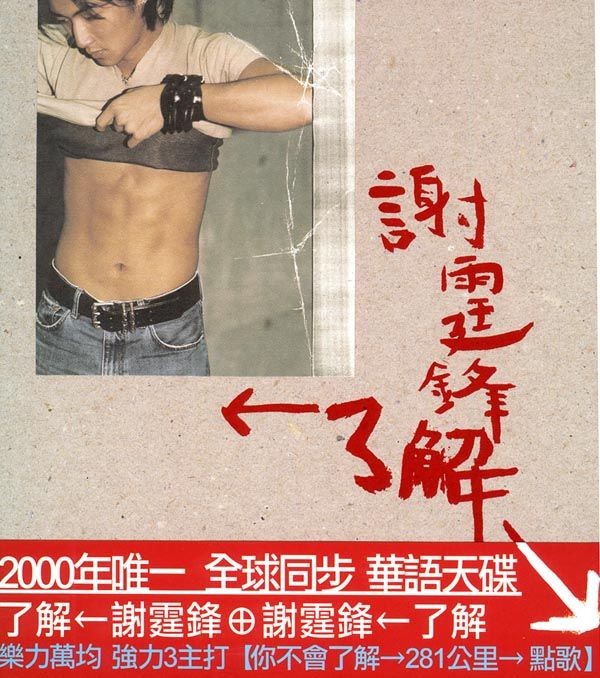 謝霆鋒
←了解
2000年唯一 全球同步 華語天碟
了解←謝霆鋒⊕謝霆鋒←了解
樂力萬均 強力3主打【你不會了解→281公里→ 點歌】